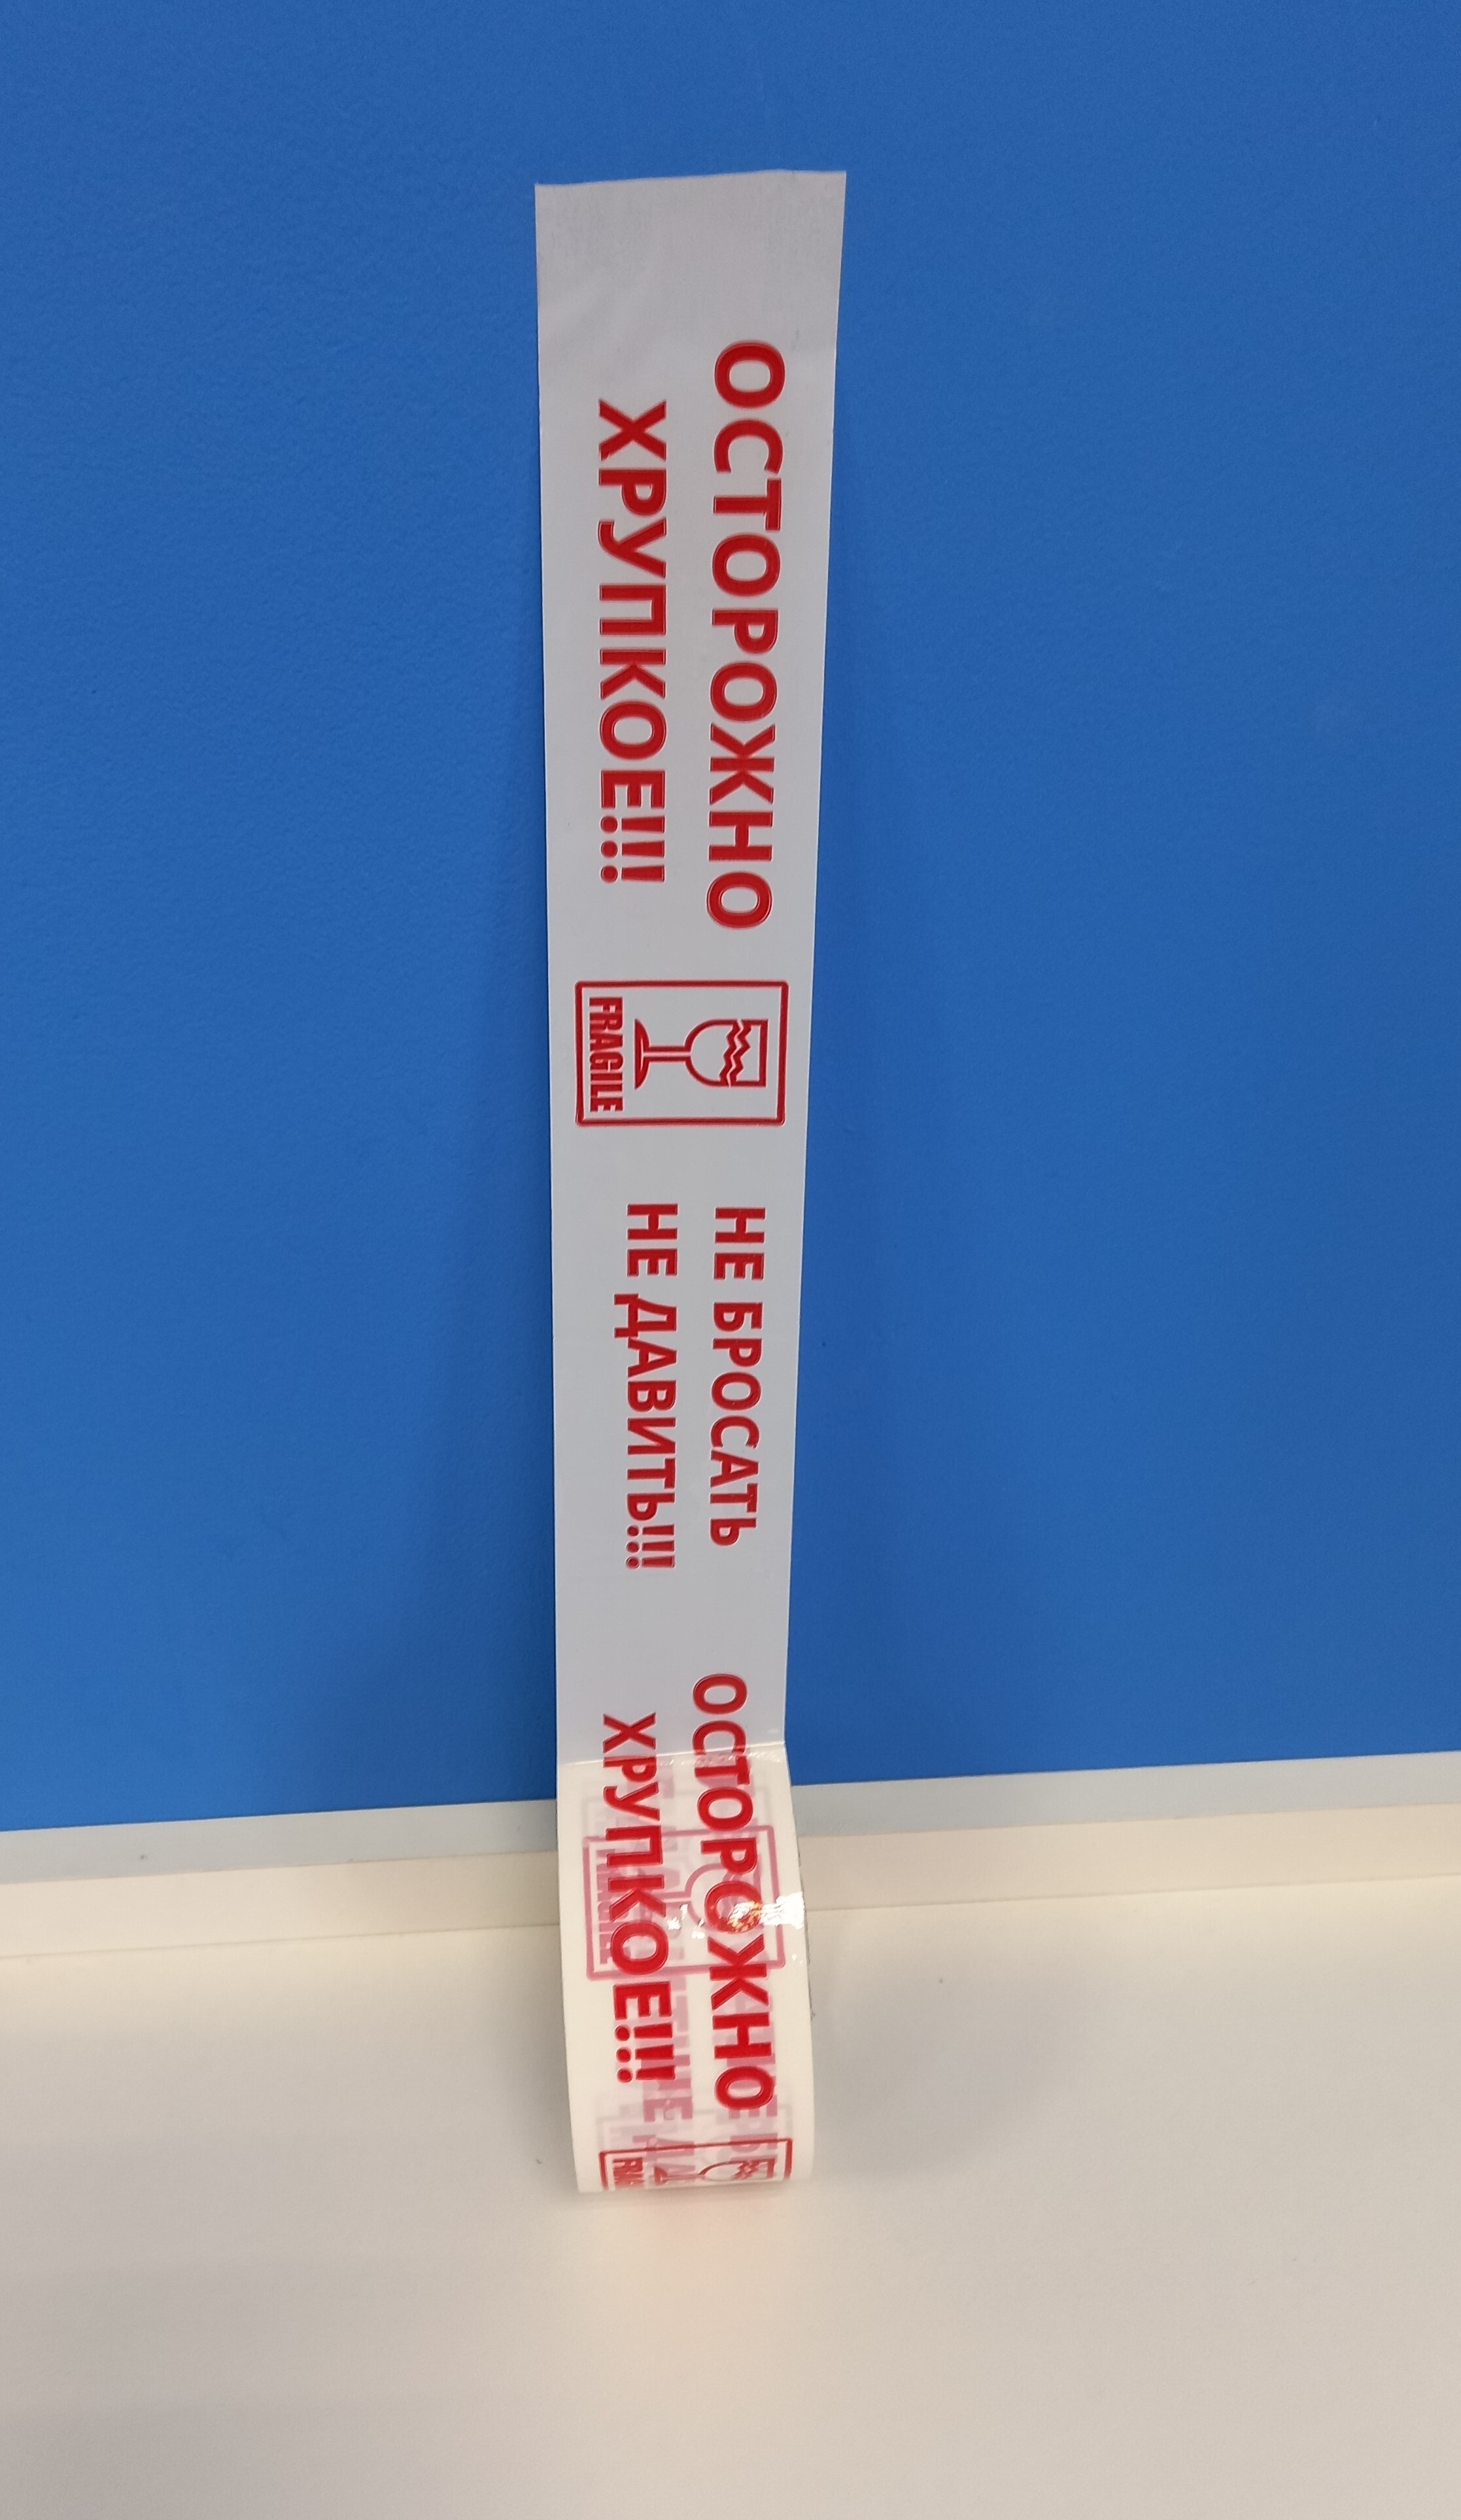 ОСТОРОЖНО
ХРУПКОЕ!!!
FRAGILE
НЕ БРОСАТЬ
НЕ ДАВИТЬ!!!
ОСТОРОЖНО
ХРУПКОЕ!!!